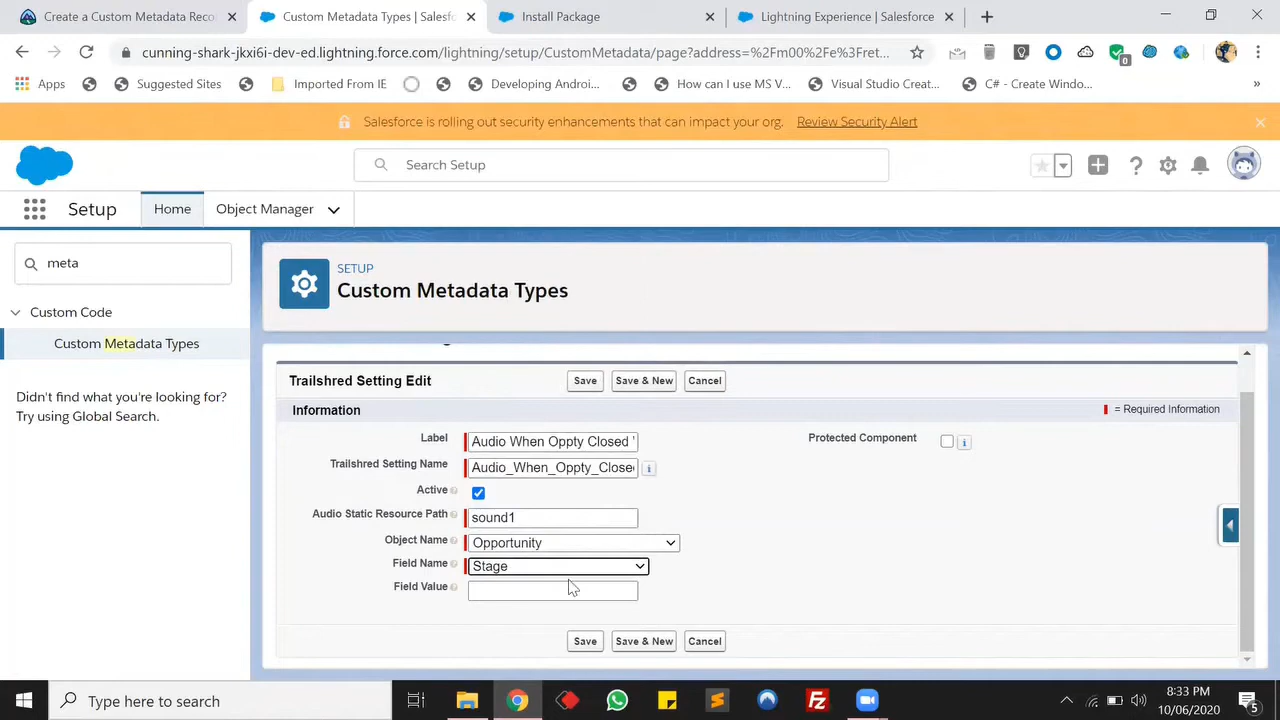 Create a Custom Metadata Reco
Custom Metadata Types | Salesf
Install Package
Lightning Experience | Salesforce
cunning-shark-jkxi6i-dev-ed.lightning.force.com/lightning/setup/CustomMetadata/page?address=%2Fm00%2Fe%3Fret...
0
Apps
Suggested Sites
Imported From IE
Developing Androi...
How can I use MS V...
Visual Studio Creat...
C# - Create Windo...
»
Salesforce is rolling out security enhancements that can impact your org. Review Security Alert
Search Setup
Setup
Home
Object Manager
meta
Custom Code
Custom Metadata Types
Didn't find what you're looking for?
Try using Global Search.
SETUP
Custom Metadata Types
Trailshred Setting Edit
Save
Save & New
Cancel
Information
= Required Information
Label
Audio When Oppty Closed
Protected Component
Trailshred Setting Name
Audio_When_Oppty_Close
Active
Audio Static Resource Path
sound1
Object Name
Opportunity
Field Name
Stage
Field Value
Save
Save & New
Cancel
Type here to search
8:33 PM
10/06/2020
5